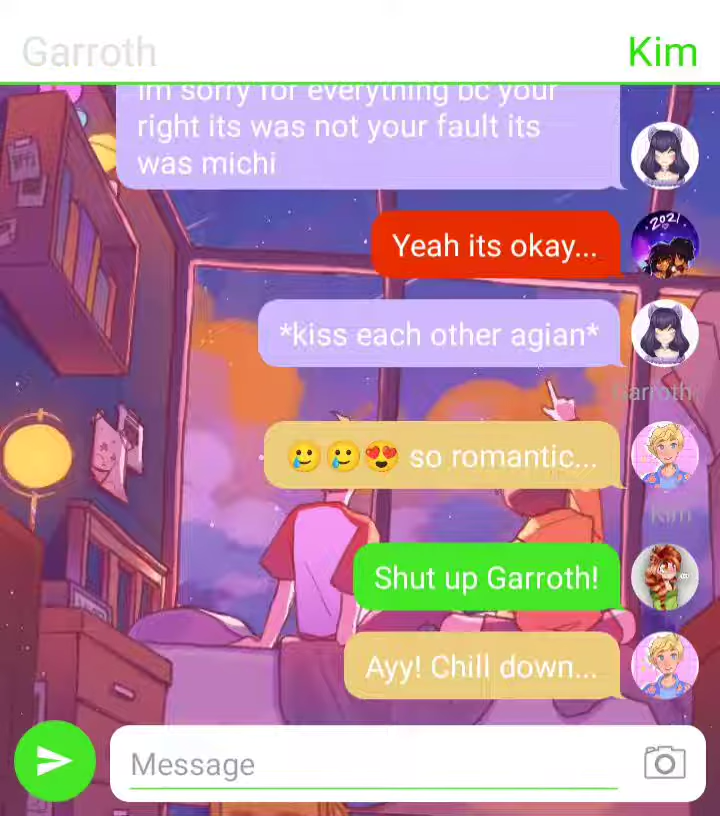 Garroth
Kim
Im sorry for everything bc your
right its was not your fault its
was michi
2021
Yeah its okay...
*kiss each other agian*
Garroth
🥲🥲😍 so romantic...
Kim
Shut up Garroth!
Ayy! Chill down...
Message